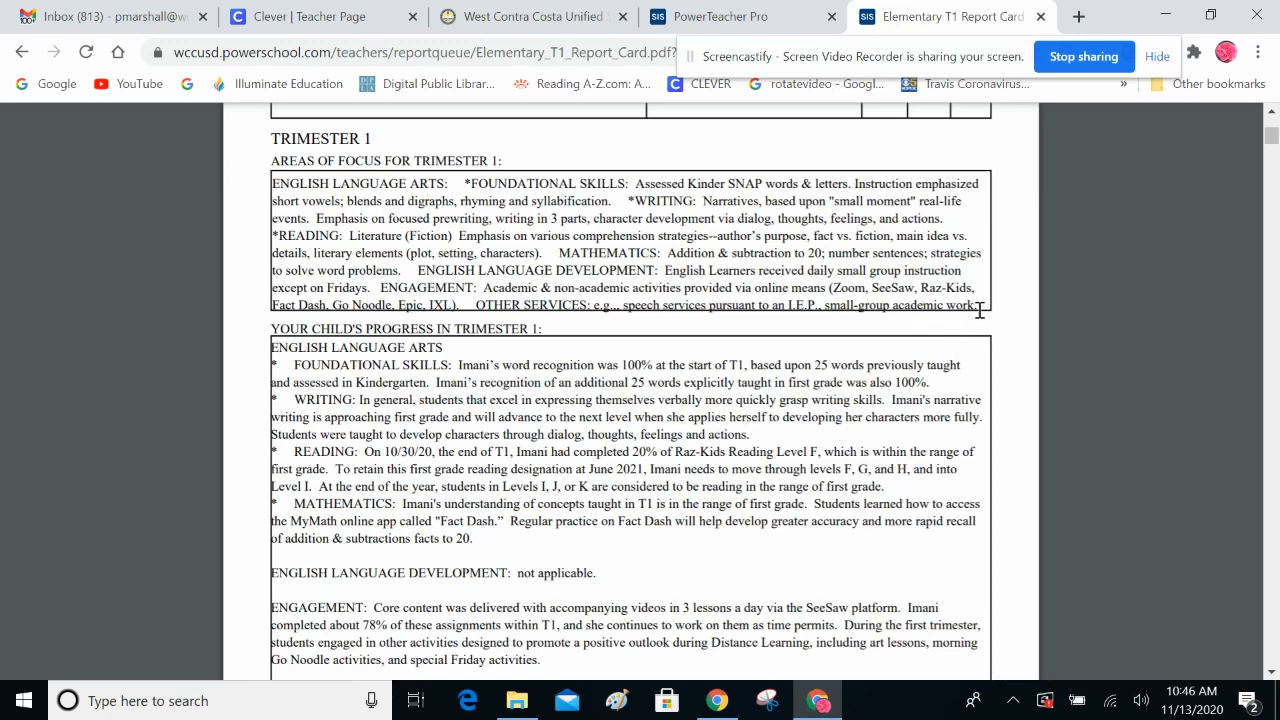 Inbox (813) - pmarshall@w
Clever | Teacher Page
West Contra Costa Unified
SIS
PowerTeacher Pro
SIS
Elementary T1 Report Card
wccusd.powerschool.com/teachers/reportqueue/Elementary_T1_Report_Card.pdf?
Screencastify - Screen Video Recorder is sharing your screen.
Stop sharing
Hide
Google
YouTube
Illuminate Education
Digital Public Librar...
Reading A-Z.com: A...
CLEVER
rotatevideo - Googl...
Travis Coronavirus...
»
Other bookmarks
TRIMESTER 1
AREAS OF FOCUS FOR TRIMESTER 1:
ENGLISH LANGUAGE ARTS: *FOUNDATIONAL SKILLS: Assessed Kinder SNAP words & letters. Instruction emphasized
short vowels; blends and digraphs, rhyming and syllabification. *WRITING: Narratives, based upon "small moment" real-life
events. Emphasis on focused prewriting, writing in 3 parts, character development via dialog, thoughts, feelings, and actions.
*READING: Literature (Fiction) Emphasis on various comprehension strategies--author's purpose, fact vs. fiction, main idea vs.
details, literary elements (plot, setting, characters). MATHEMATICS: Addition & subtraction to 20; number sentences; strategies
to solve word problems. ENGLISH LANGUAGE DEVELOPMENT: English Learners received daily small group instruction
except on Fridays. ENGAGEMENT: Academic & non-academic activities provided via online means (Zoom, SeeSaw, Raz-Kids,
Fact Dash, Go Noodle, Epic, IXL). OTHER SERVICES: e.g.,., speech services pursuant to an I.E.P., small-group academic work.
YOUR CHILD'S PROGRESS IN TRIMESTER 1:
ENGLISH LANGUAGE ARTS
* FOUNDATIONAL SKILLS: Imani's word recognition was 100% at the start of T1, based upon 25 words previously taught
and assessed in Kindergarten. Imani's recognition of an additional 25 words explicitly taught in first grade was also 100%.
* WRITING: In general, students that excel in expressing themselves verbally more quickly grasp writing skills. Imani's narrative
writing is approaching first grade and will advance to the next level when she applies herself to developing her characters more fully.
Students were taught to develop characters through dialog, thoughts, feelings and actions.
* READING: On 10/30/20, the end of T1, Imani had completed 20% of Raz-Kids Reading Level F, which is within the range of
first grade. To retain this first grade reading designation at June 2021, Imani needs to move through levels F, G, and H, and into
Level I. At the end of the year, students in Levels I, J, or K are considered to be reading in the range of first grade.
* MATHEMATICS: Imani's understanding of concepts taught in T1 is in the range of first grade. Students learned how to access
the MyMath online app called "Fact Dash." Regular practice on Fact Dash will help develop greater accuracy and more rapid recall
of addition & subtractions facts to 20.
ENGLISH LANGUAGE DEVELOPMENT: not applicable.
ENGAGEMENT: Core content was delivered with accompanying videos in 3 lessons a day via the SeeSaw platform. Imani
completed about 78% of these assignments within T1, and she continues to work on them as time permits. During the first trimester,
students engaged in other activities designed to promote a positive outlook during Distance Learning, including art lessons, morning
Go Noodle activities, and special Friday activities.
Type here to search
10:46 AM
11/13/2020
2